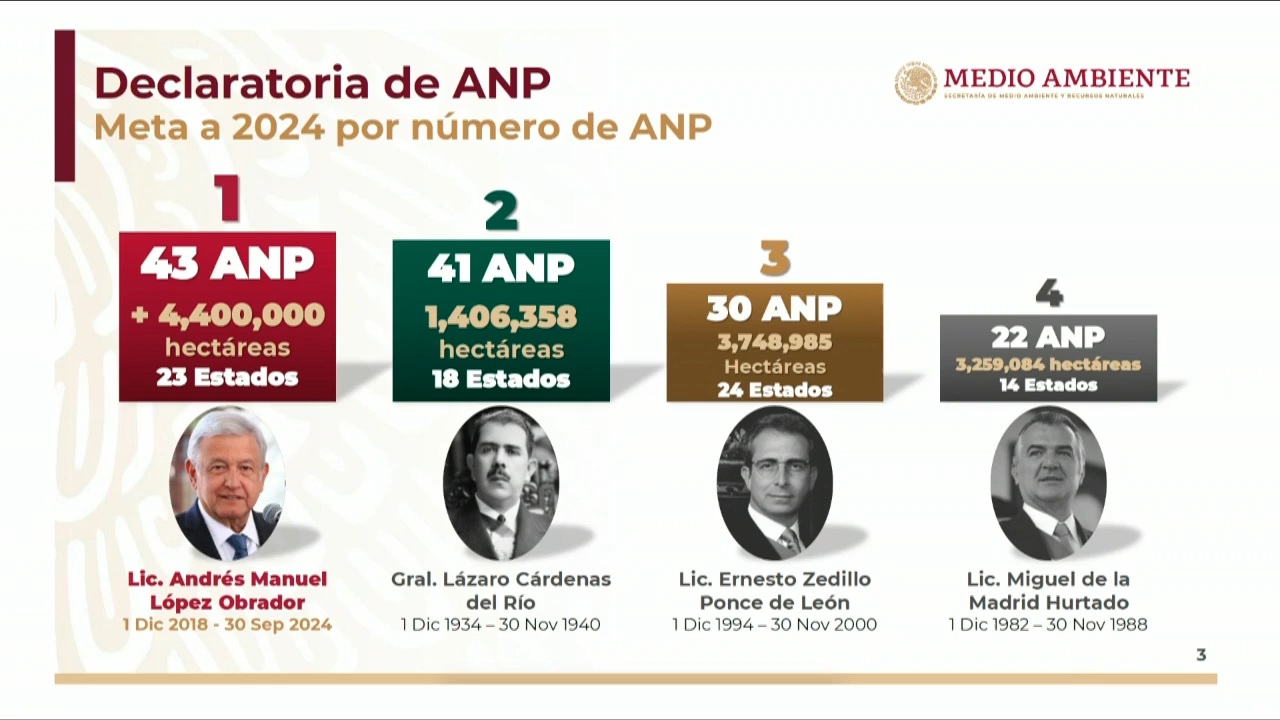 Declaratoria de ANP
Meta a 2024 por número de ANP
MEDIO AMBIENTE
SECRETARÍA DE MEDIO AMBIENTE Y RECURSOS NATURALES
1
43 ANP
+ 4,400,000
hectáreas
23 Estados
Lic. Andrés Manuel
López Obrador
1 Dic 2018 - 30 Sep 2024
2
41 ANP
1,406,358
hectáreas
18 Estados
Gral. Lázaro Cárdenas
del Río
1 Dic 1934 – 30 Nov 1940
3
30 ANP
3,748,985
Hectáreas
24 Estados
Lic. Ernesto Zedillo
Ponce de León
1 Dic 1994 – 30 Nov 2000
4
22 ANP
3,259,084 hectáreas
14 Estados
Lic. Miguel de la
Madrid Hurtado
1 Dic 1982 – 30 Nov 1988
3